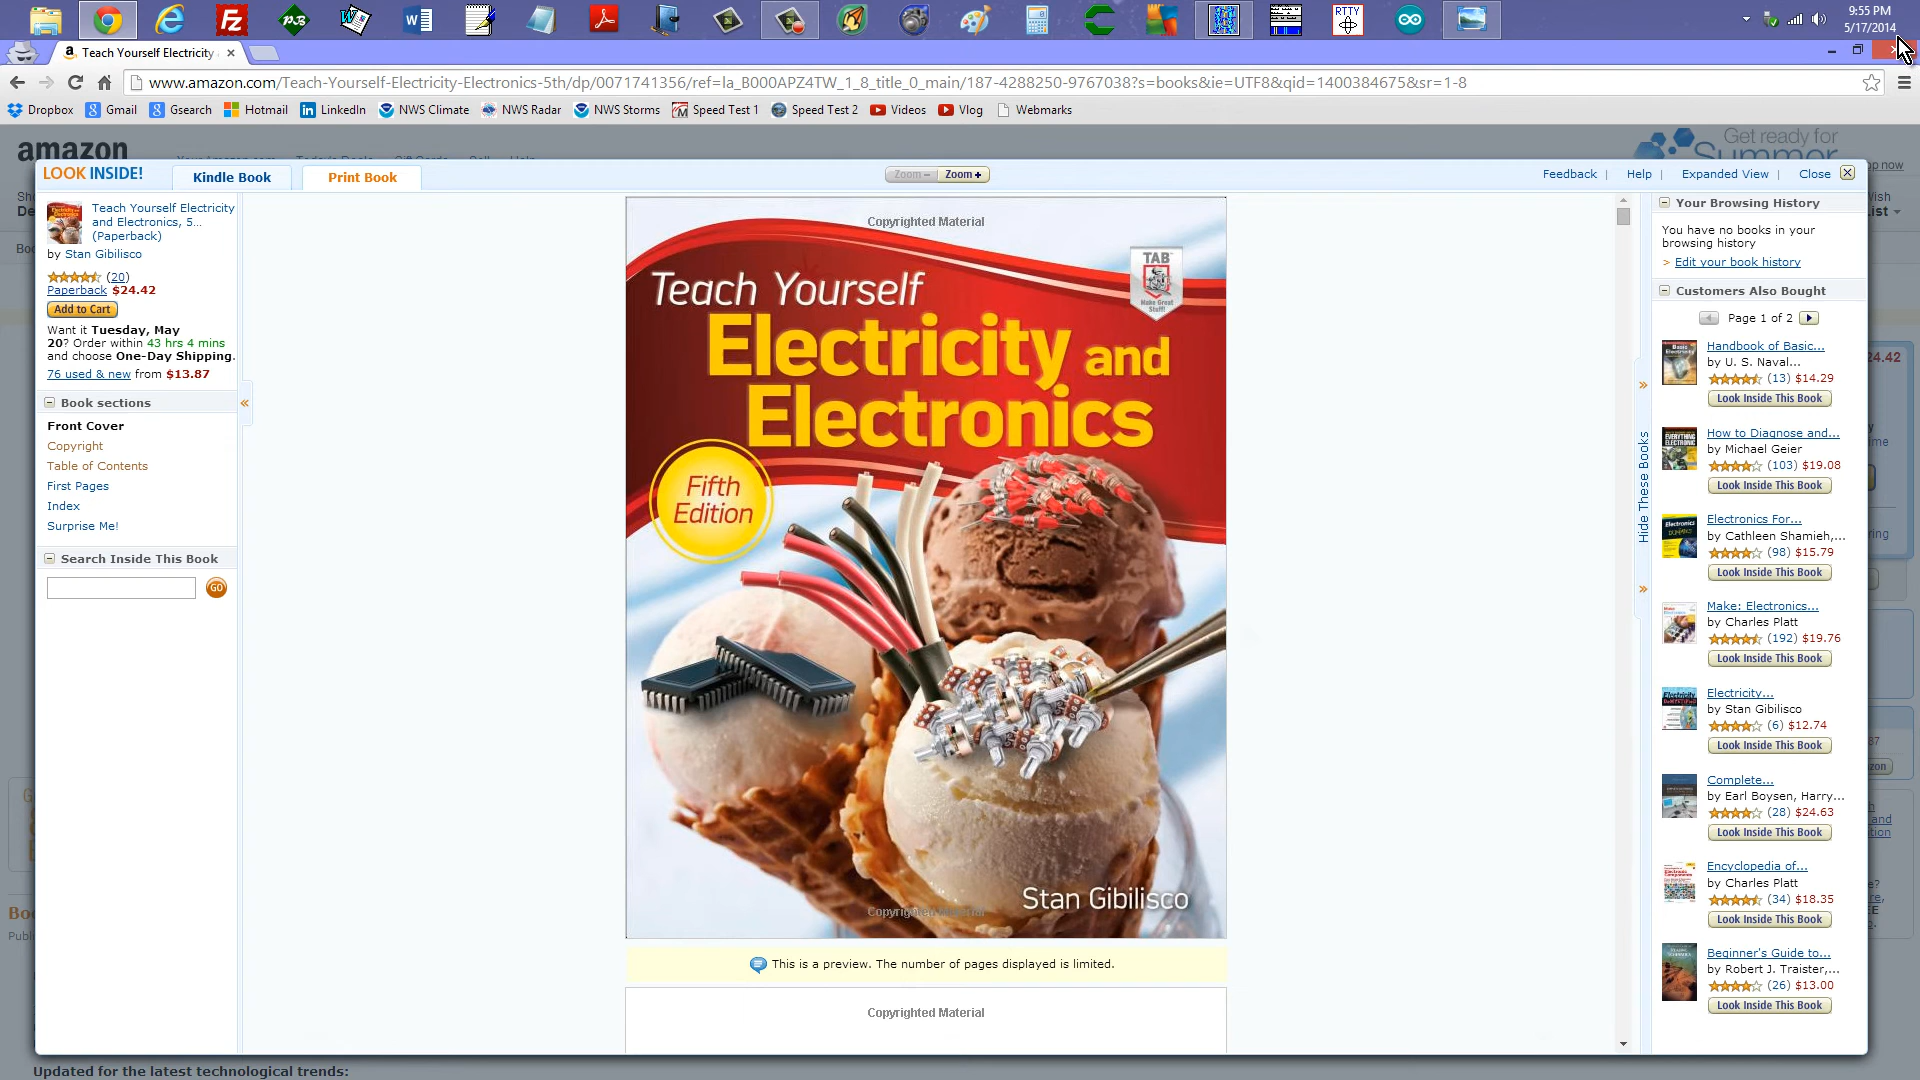 9:55 PM
5/17/2014
Teach Yourself Electricity
www.amazon.com/Teach-Yourself-Electricity-Electronics-5th/dp/0071741356/ref=la_B000APZ4TW_1_8_title_0_main/187-4288250-9767038?s=books&ie=UTF8&qid=1400384675&sr=1-8
Dropbox Gmail Gsearch Hotmail LinkedIn NWS Climate NWS Radar NWS Storms Speed Test 1 Speed Test 2 Videos Vlog Webmarks
amazon
Get ready for
Summer
LOOK INSIDE!
Kindle Book
Print Book
Zoom –
Zoom +
Feedback | Help | Expanded View | Close
Teach Yourself Electricity
and Electronics, 5...
(Paperback)
by Stan Gibilisco
(20)
Paperback $24.42
Add to Cart
Want it Tuesday, May
20? Order within 43 hrs 4 mins
and choose One-Day Shipping.
76 used & new from $13.87
Book sections
Front Cover
Copyright
Table of Contents
First Pages
Index
Surprise Me!
Search Inside This Book
GO
Copyrighted Material
TAB
Make Great
Stuff!
Teach Yourself
Electricity and
Electronics
Fifth
Edition
Stan Gibilisco
Copyrighted Material
This is a preview. The number of pages displayed is limited.
Copyrighted Material
Hide These Books
Your Browsing History
You have no books in your
browsing history
> Edit your book history
Customers Also Bought
Page 1 of 2
Handbook of Basic...
by U. S. Naval...
(13) $14.29
Look Inside This Book
How to Diagnose and...
by Michael Geier
(103) $19.08
Look Inside This Book
Electronics For...
by Cathleen Shamieh,...
(98) $15.79
Look Inside This Book
Make: Electronics...
by Charles Platt
(192) $19.76
Look Inside This Book
Electricity...
by Stan Gibilisco
(6) $12.74
Look Inside This Book
Complete...
by Earl Boysen, Harry...
(28) $24.63
Look Inside This Book
Encyclopedia of...
by Charles Platt
(34) $18.35
Look Inside This Book
Beginner's Guide to...
by Robert J. Traister,...
(26) $13.00
Look Inside This Book
Updated for the latest technological trends: